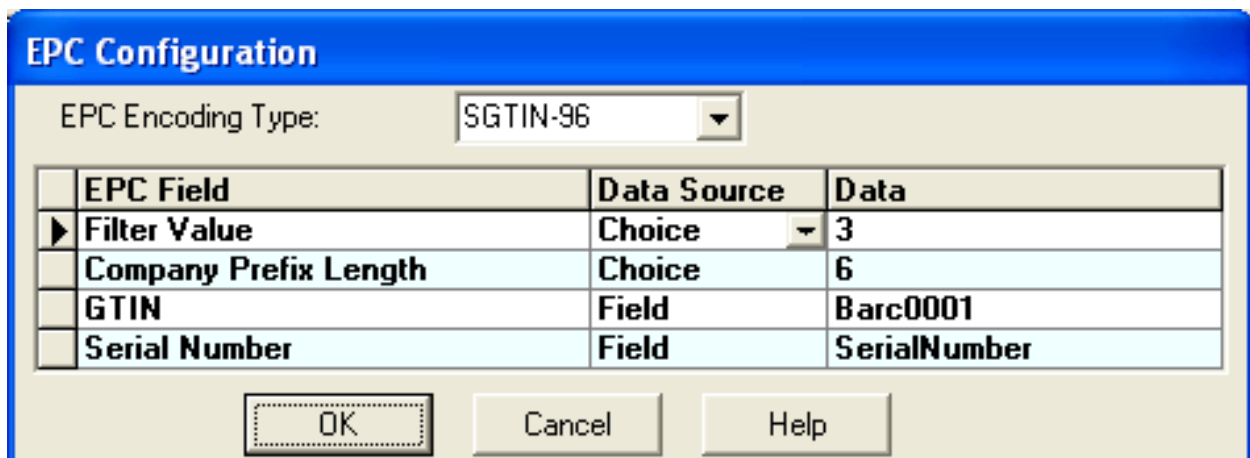 EPC Configuration
EPC Encoding Type: SGTIN-96
EPC Field Data Source Data
Filter Value Choice 3
Company Prefix Length Choice 6
GTIN Field Barc0001
Serial Number Field SerialNumber
OK Cancel Help